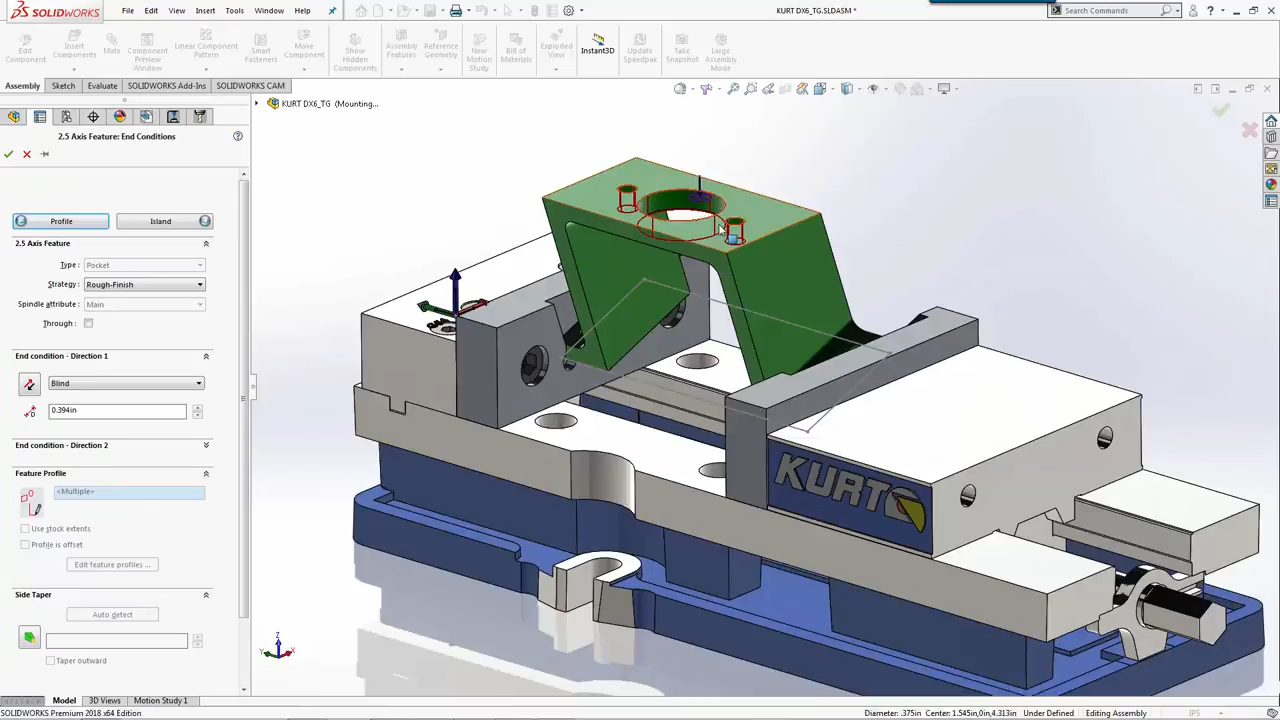 SOLIDWORKS File Edit View Insert Tools Window Help
KURT DX6_TG.SLDASM *
Search Commands
Edit Component
Insert Components
Mate
Component Preview Window
Linear Component Pattern
Smart Fasteners
Move Component
Show Hidden Components
Assembly Features
Reference Geometry
New Motion Study
Bill of Materials
Exploded View
Instant3D
Update Speedpak
Take Snapshot
Large Assembly Mode
Assembly Sketch Evaluate SOLIDWORKS Add-Ins SOLIDWORKS CAM
KURT DX6_TG (Mounting...
2.5 Axis Feature: End Conditions
Profile Island
2.5 Axis Feature
Type : Pocket
Strategy : Rough-Finish
Spindle attribute : Main
Through :
End condition - Direction 1
Blind
0.394in
End condition - Direction 2
Feature Profile
<Multiple>
Use stock extents
Profile is offset
Edit feature profiles ...
Side Taper
Auto detect
Taper outward
KURT
Z
Y X
Model 3D Views Motion Study 1
SOLIDWORKS Premium 2018 x64 Edition
Diameter: .375in Center: 1.545in,0in,4.313in Under Defined Editing Assembly IPS